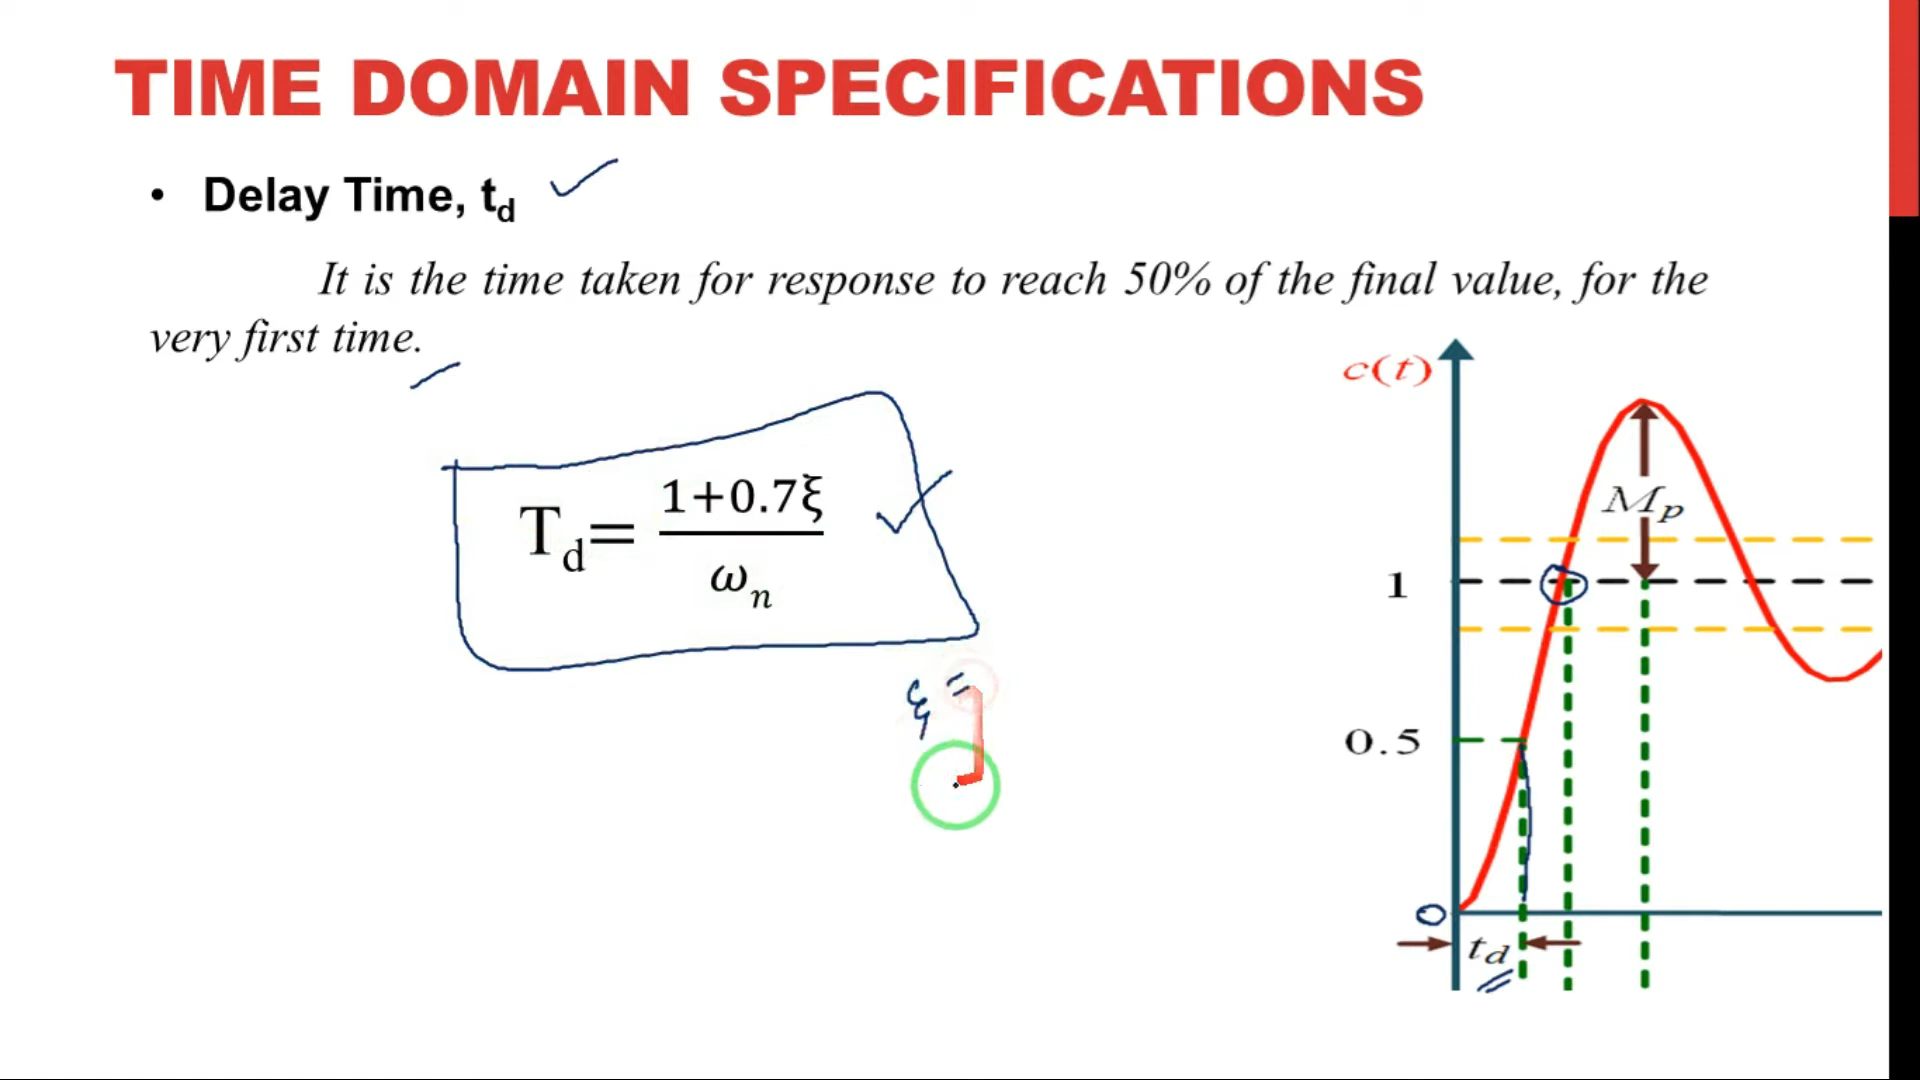 TIME DOMAIN SPECIFICATIONS
• Delay Time, td
It is the time taken for response to reach 50% of the final value, for the
very first time.
Td= 1+0.7ξ
ωn
ξ =
c(t)
Mp
1
0.5
0
td